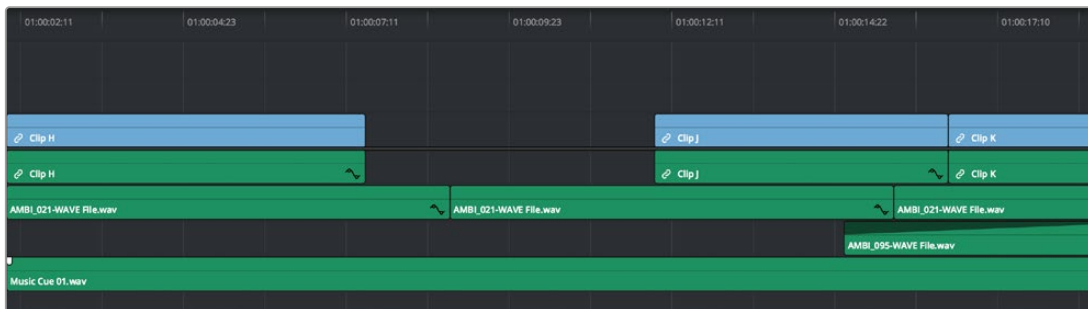 01:00:02:11 01:00:04:23 01:00:07:11 01:00:09:23 01:00:12:11 01:00:14:22 01:00:17:10
Clip H Clip J Clip K
Clip H Clip J Clip K
AMBI_021-WAVE File.wav AMBI_021-WAVE File.wav AMBI_021-WAVE File.wav
AMBI_095-WAVE File.wav
Music Cue 01.wav